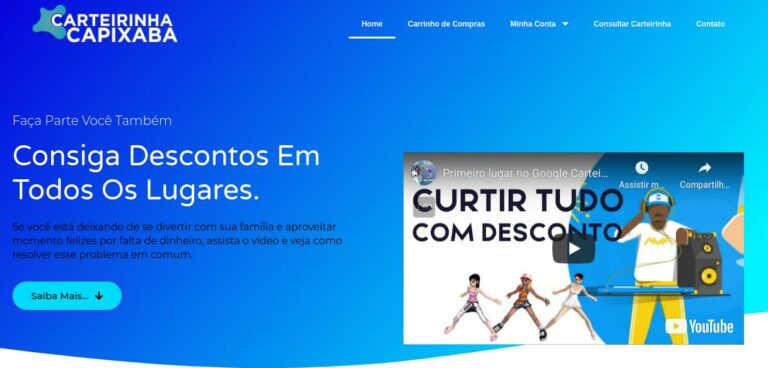 CARTEIRINHA
CAPIXABA
Home
Carrinho de Compras
Minha Conta
Consultar Carteirinha
Contato
Faça Parte Você Também
Consiga Descontos Em
Todos Os Lugares.
Se você está deixando de se divertir com sua família e aproveitar
momento felizes por falta de dinheiro, assista o vídeo e veja como
resolver esse problema em comum.
Saiba Mais...
Primeiro lugar no Google Cartei...
Assistir m...
Compartilh...
CURTIR TUDO
COM DESCONTO
YouTube